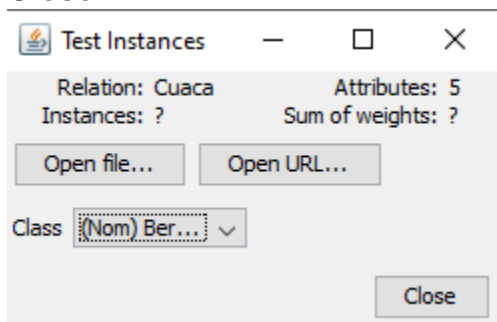 Test Instances
Relation: Cuaca Attributes: 5
Instances: ? Sum of weights: ?
Open file... Open URL...
Class (Nom) Ber...
Close